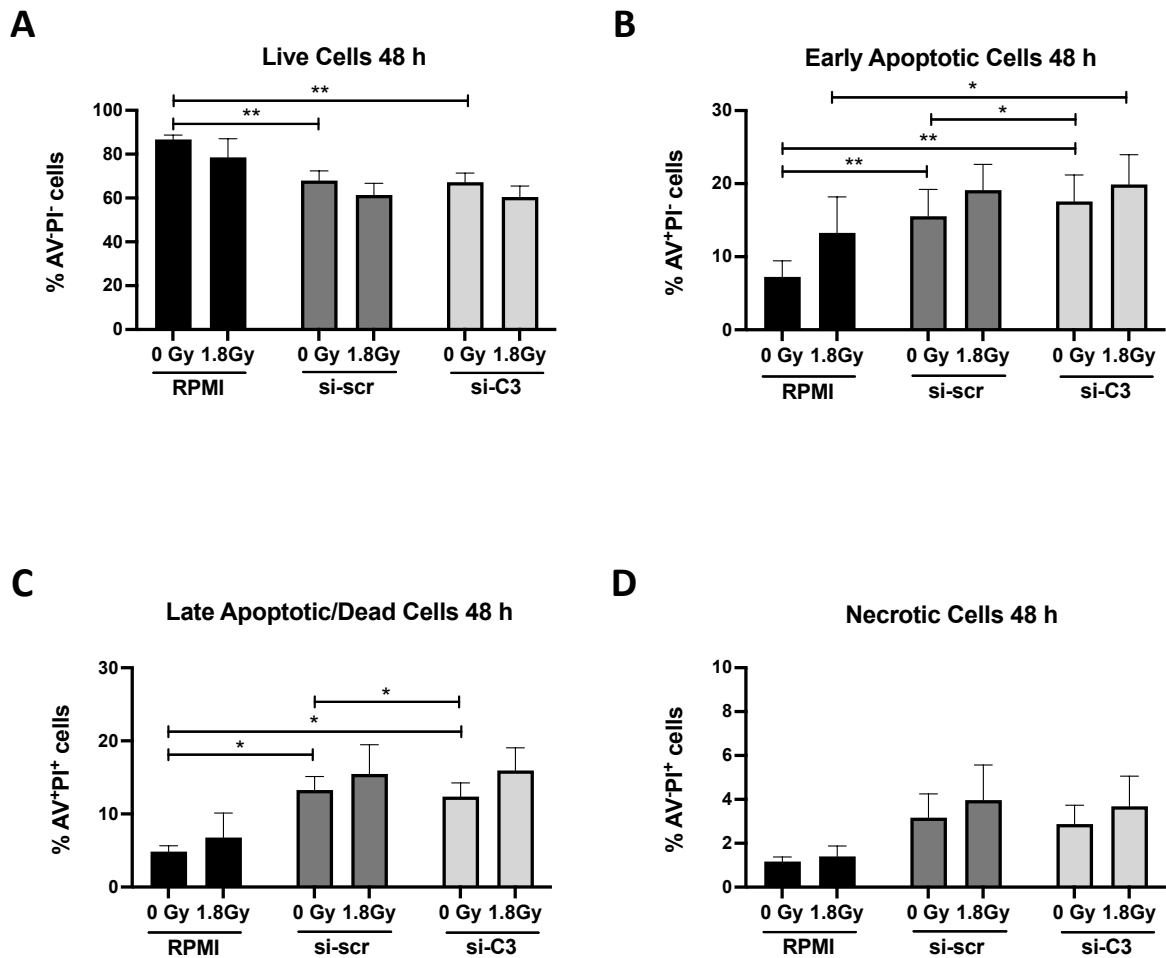 A
Live Cells 48 h
**
**
% AV-PI- cells
100
80
60
40
20
0
0 Gy 1.8Gy 0 Gy 1.8Gy 0 Gy 1.8Gy
RPMI si-scr si-C3
B
Early Apoptotic Cells 48 h
*
*
**
**
% AV+PI- cells
30
20
10
0
0 Gy 1.8Gy 0 Gy 1.8Gy 0 Gy 1.8Gy
RPMI si-scr si-C3
C
Late Apoptotic/Dead Cells 48 h
*
*
*
% AV+PI+ cells
30
20
10
0
0 Gy 1.8Gy 0 Gy 1.8Gy 0 Gy 1.8Gy
RPMI si-scr si-C3
D
Necrotic Cells 48 h
% AV-PI+ cells
10
8
6
4
2
0
0 Gy 1.8Gy 0 Gy 1.8Gy 0 Gy 1.8Gy
RPMI si-scr si-C3